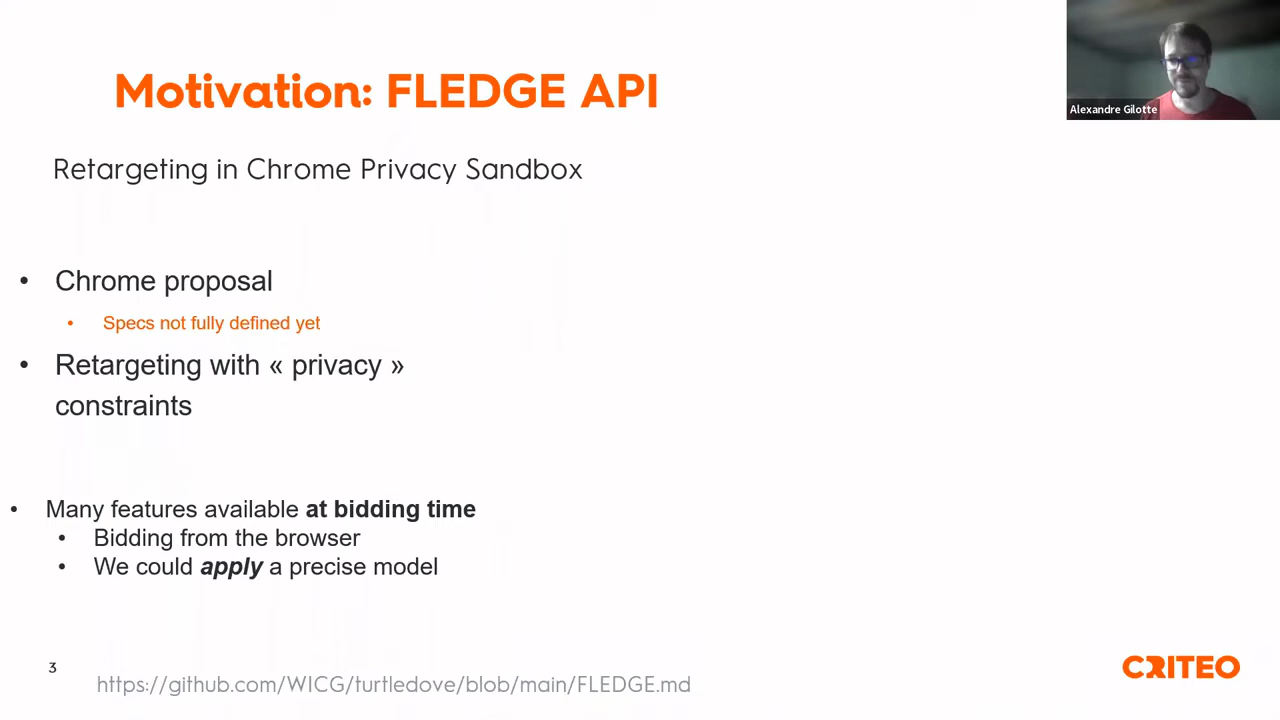 Motivation: FLEDGE API
Alexandre Gilotte
Retargeting in Chrome Privacy Sandbox
• Chrome proposal
• Specs not fully defined yet
• Retargeting with « privacy »
constraints
• Many features available at bidding time
• Bidding from the browser
• We could apply a precise model
3
https://github.com/WICG/turtledove/blob/main/FLEDGE.md
CRITEO